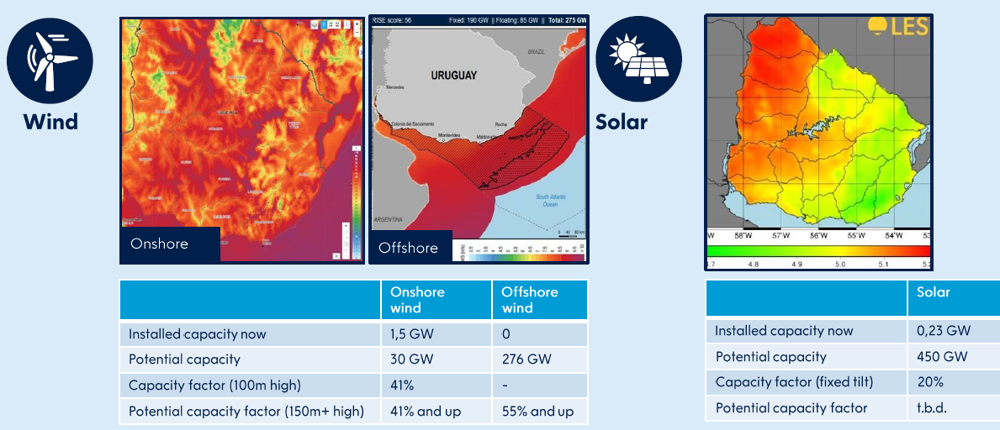 Wind
Onshore
RISE score: 56 Fixed: 190 GW || Floating: 85 GW || Total: 275 GW
URUGUAY
BRAZIL
Mercedes
Colonia del Sacramento
Montevideo
Maldonado
Rocha
South Atlantic
Ocean
ARGENTINA
0 40 80 km
Offshore
Solar
LES
W 58°W 57°W 56°W 55°W 54°W 53
.7 4.8 4.9 5.0 5.1 5.2
Onshore wind
Offshore wind
Installed capacity now 1,5 GW 0
Potential capacity 30 GW 276 GW
Capacity factor (100m high) 41% -
Potential capacity factor (150m+ high) 41% and up 55% and up
Solar
Installed capacity now 0,23 GW
Potential capacity 450 GW
Capacity factor (fixed tilt) 20%
Potential capacity factor t.b.d.